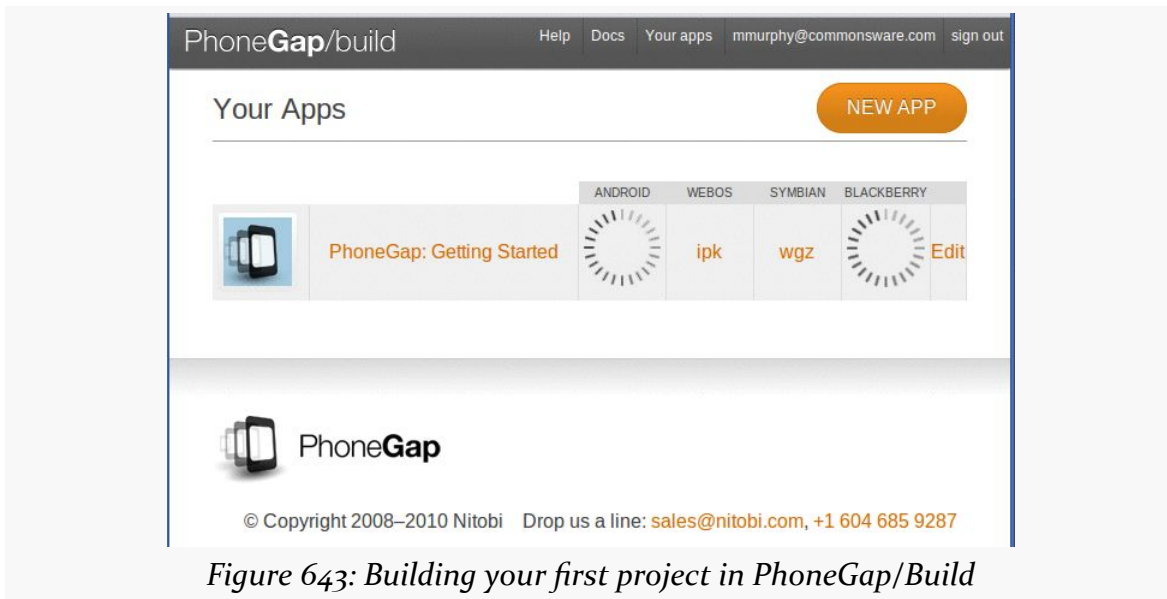 PhoneGap/build
Help Docs Your apps mmurphy@commonsware.com sign out
Your Apps
NEW APP
ANDROID WEBOS SYMBIAN BLACKBERRY
PhoneGap: Getting Started ipk wgz Edit
PhoneGap
© Copyright 2008–2010 Nitobi Drop us a line: sales@nitobi.com, +1 604 685 9287
Figure 643: Building your first project in PhoneGap/Build